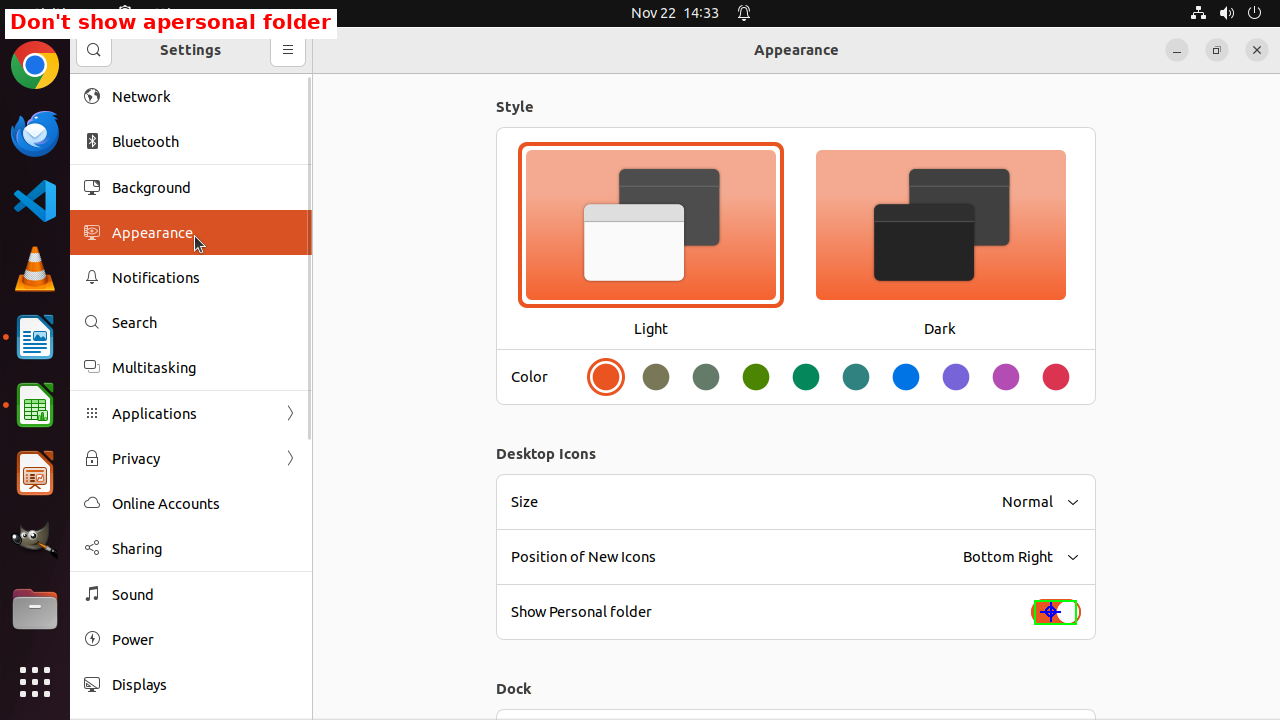 Don't show apersonal folder
Nov 22 14:33
Settings
Appearance
Network
Bluetooth
Background
Appearance
Notifications
Search
Multitasking
Applications
Privacy
Online Accounts
Sharing
Sound
Power
Displays
Style
Light
Dark
Color
Desktop Icons
Size
Normal
Position of New Icons
Bottom Right
Show Personal folder
Dock